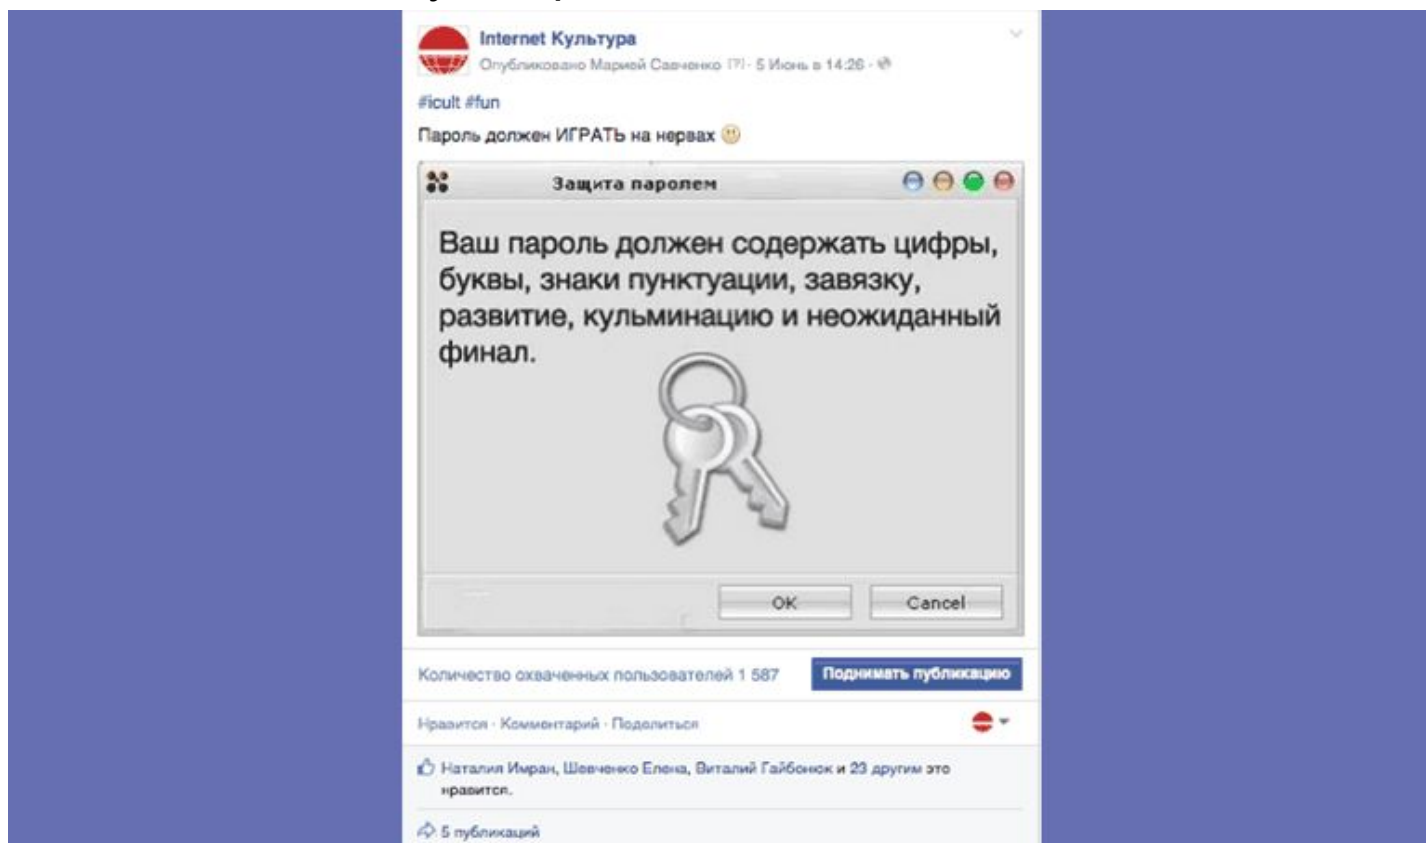 Internet Культура
Опубликовано Марией Савченко [?] · 5 Июнь в 14:26 ·
#icult #fun
Пароль должен ИГРАТЬ на нервах
Защита паролем
Ваш пароль должен содержать цифры,
буквы, знаки пунктуации, завязку,
развитие, кульминацию и неожиданный
финал.
OK
Cancel
Количество охваченных пользователей 1 587
Поднимать публикацию
Нравится · Комментарий · Поделиться
Наталия Имран, Шевченко Елена, Виталий Гайбонюк и 23 другим это
нравится.
5 публикаций